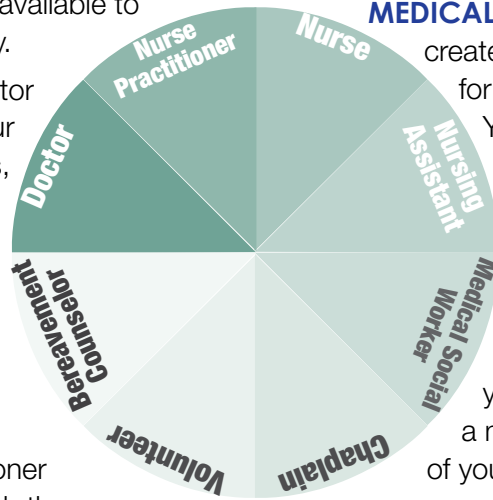 available to
y.
MEDICAL
create
for
Y
tor
ur
s,
Nurse
Practitioner
Nurse
Nursing
Assistant
Medical Social
Worker
Chaplain
Volunteer
Bereavement
Counselor
Doctor
y
a m
of you
oner